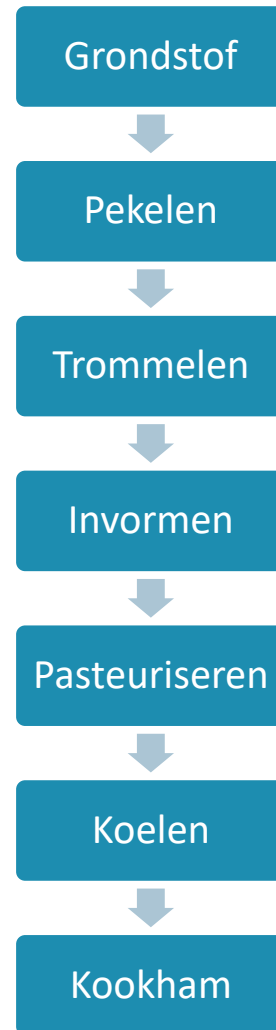 Grondstof
Pekelen
Trommelen
Invormen
Pasteuriseren
Koelen
Kookham